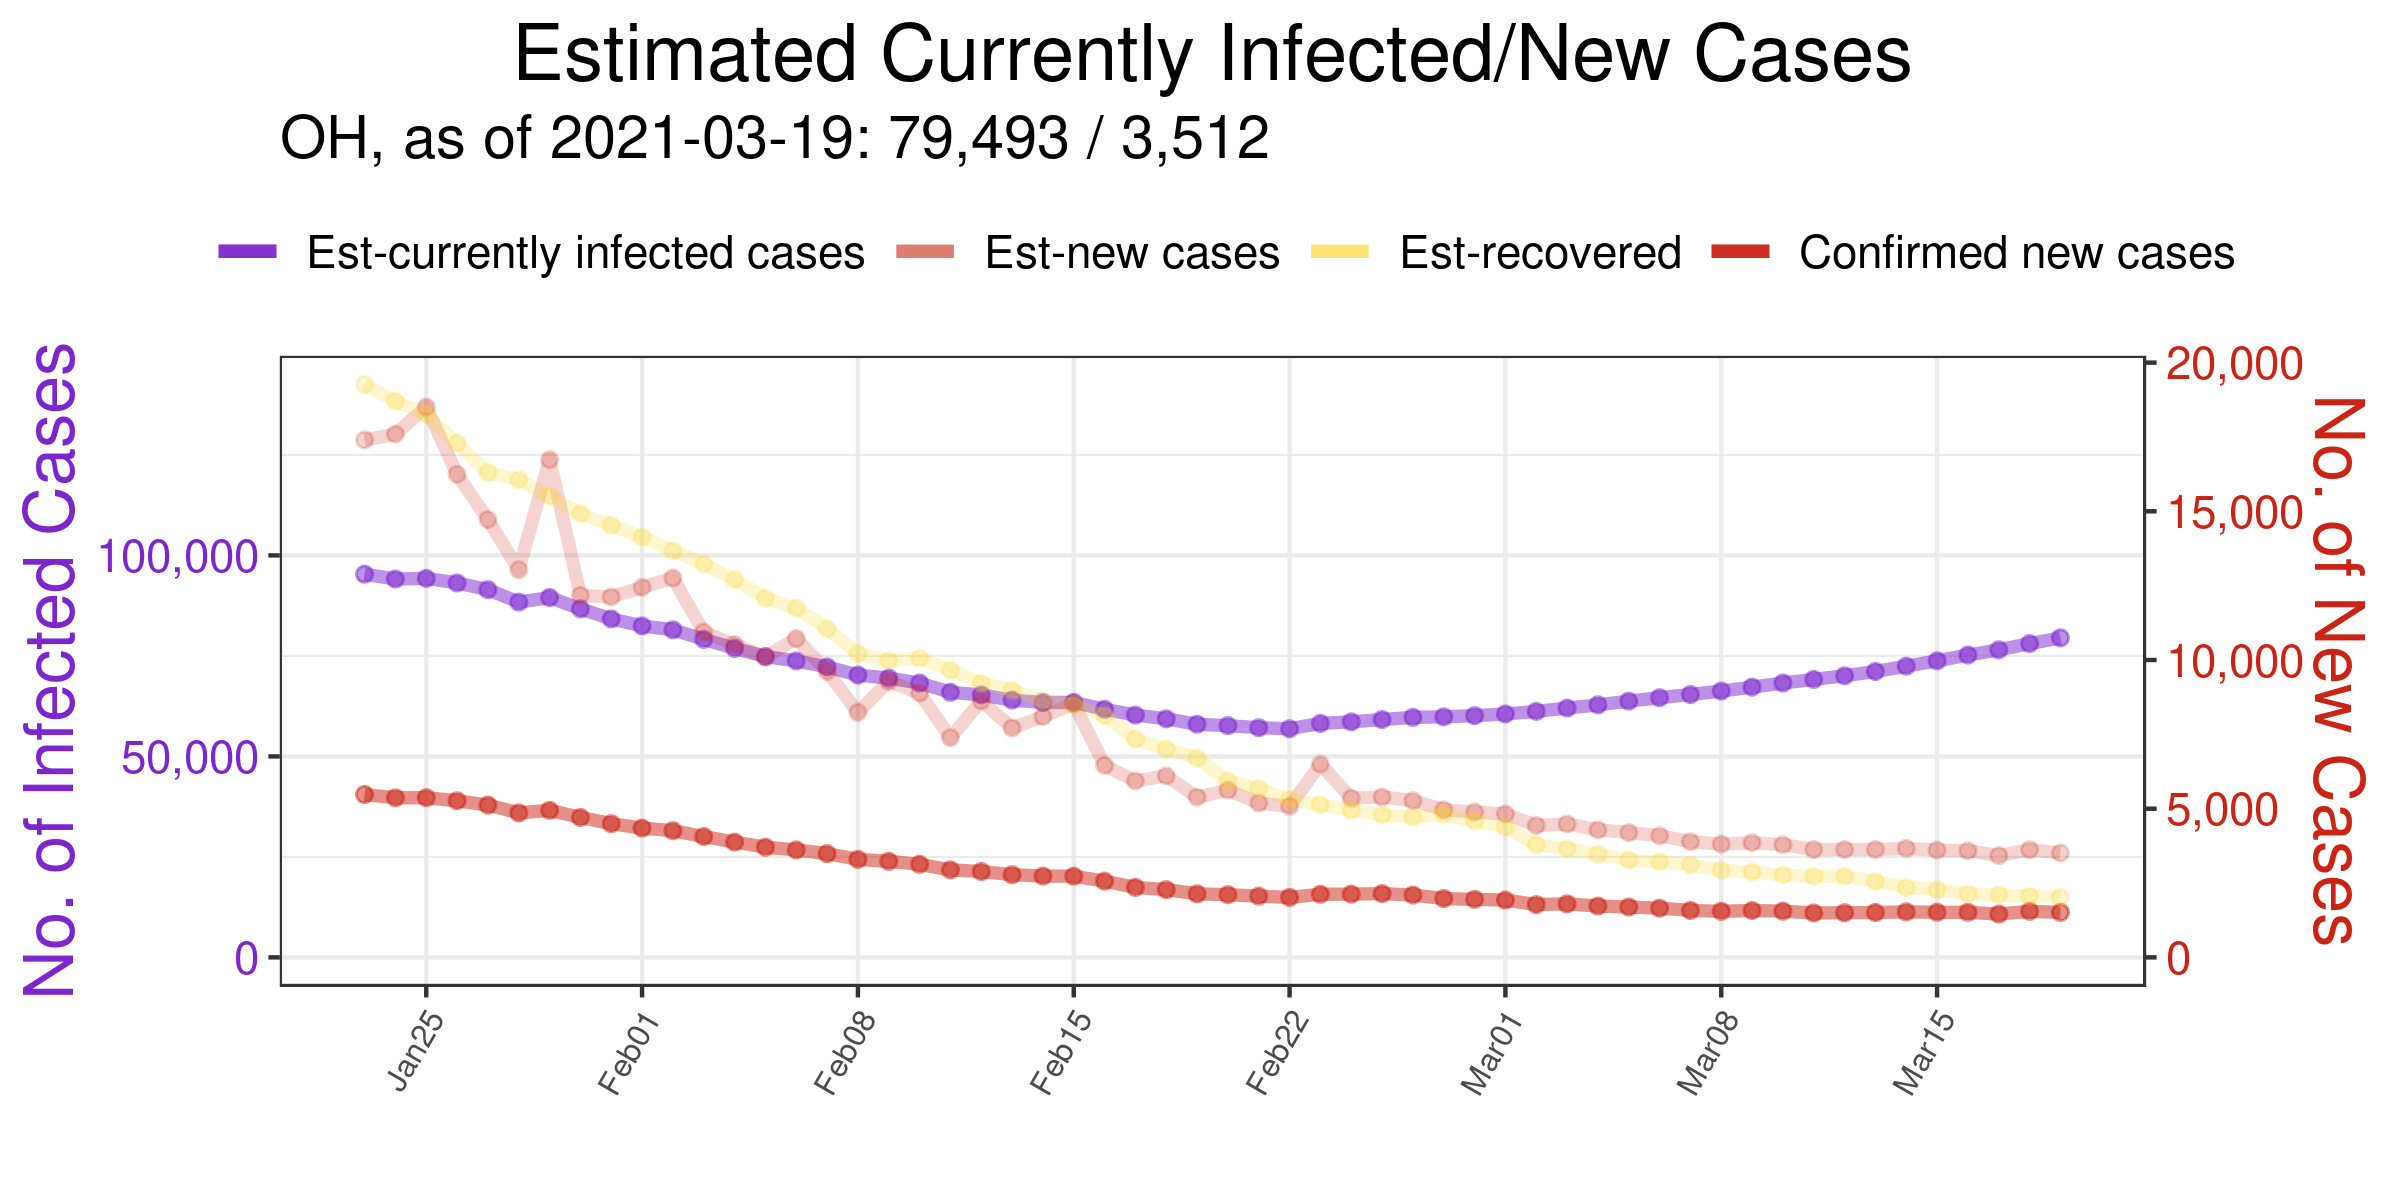 Estimated Currently Infected/New Cases
OH, as of 2021-03-19: 79,493 / 3,512
Est-currently infected cases Est-new cases Est-recovered Confirmed new cases
No. of Infected Cases
100,000
50,000
0
20,000
15,000
10,000
5,000
0
No. of New Cases
Jan25 Feb01 Feb08 Feb15 Feb22 Mar01 Mar08 Mar15